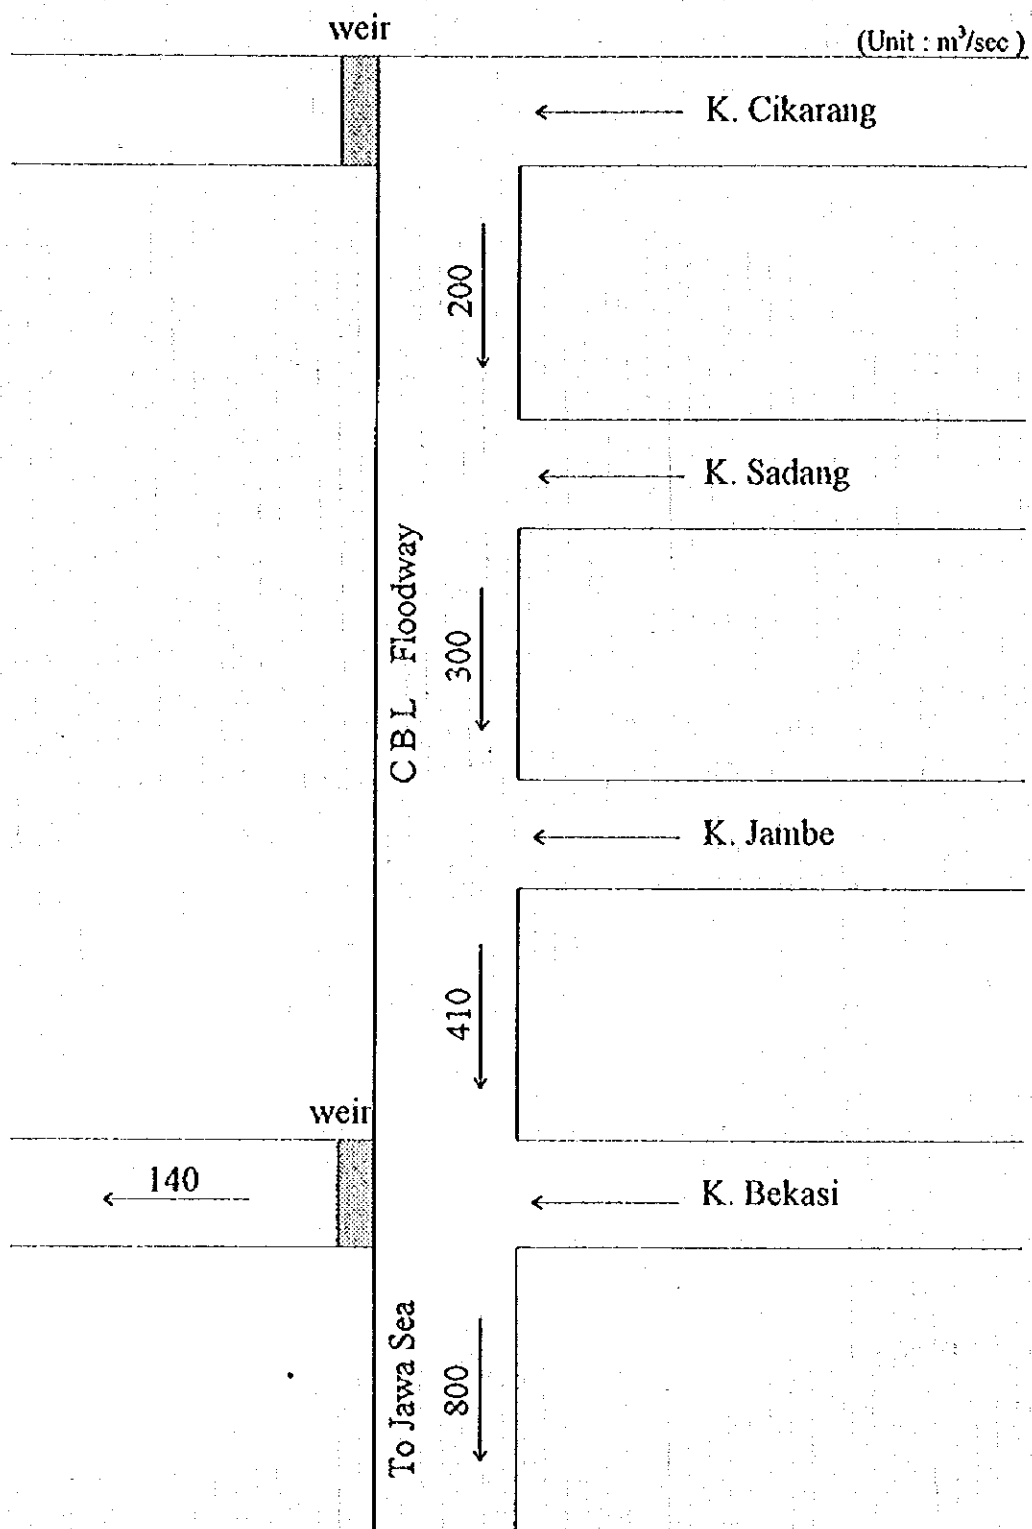 weir
(Unit : m³/sec )
K. Cikarang
200
K. Sadang
CBL Floodway
300
K. Jambe
410
weir
140
K. Bekasi
To Jawa Sea
800